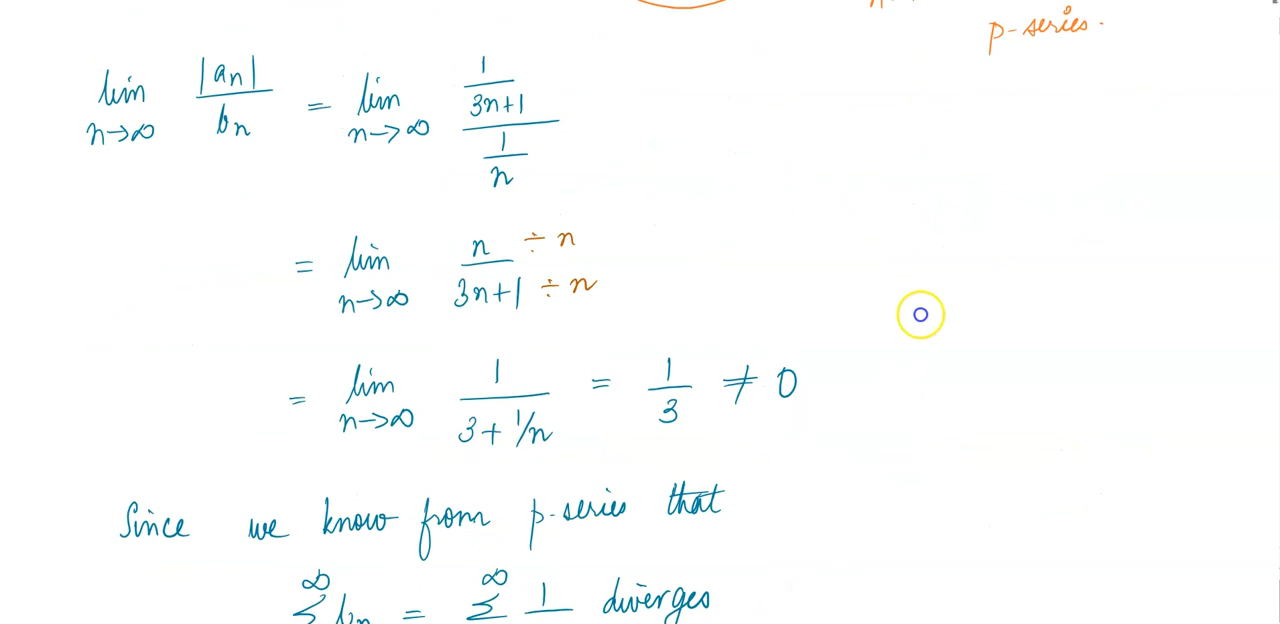 p-series.
lim n→∞ |an|/bn = lim n→∞ (1/(3n+1))/(1/n)
= lim n→∞ n ÷ n / 3n+1 ÷ n
= lim n→∞ 1/(3+1/n) = 1/3 ≠ 0
Since we know from p-series that
∞ Σ bn = ∞ Σ 1 diverges